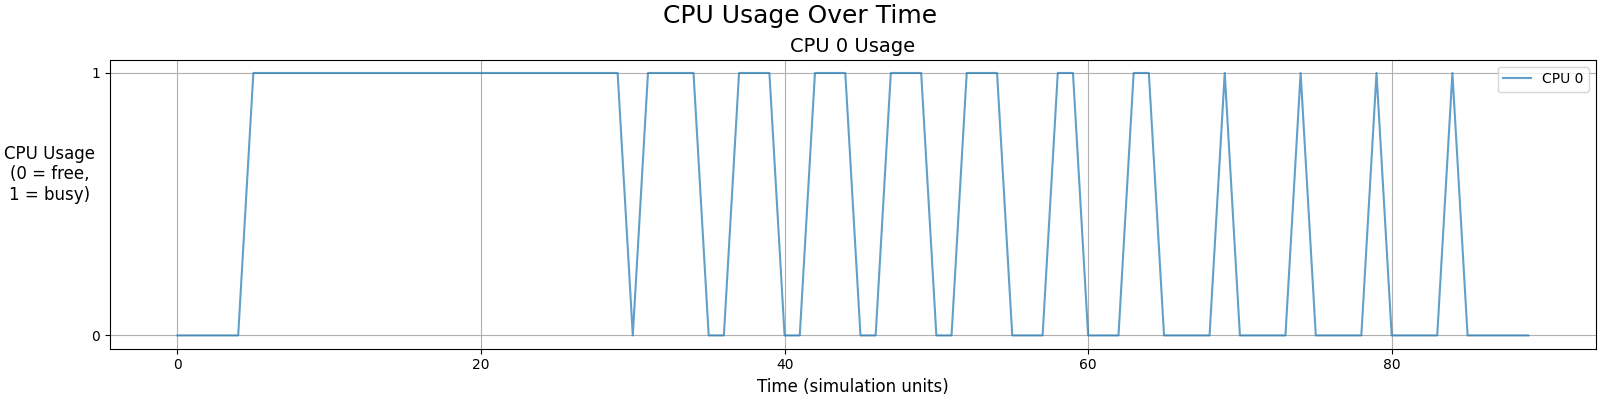 CPU Usage Over Time
CPU 0 Usage
CPU 0
1
0
CPU Usage
(0 = free,
1 = busy)
0
20
40
60
80
Time (simulation units)